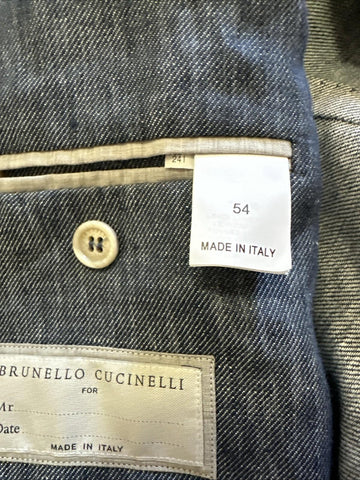 241
54
MADE IN ITALY
BRUNELLO CUCINELLI
FOR
Mr
Date
MADE IN ITALY